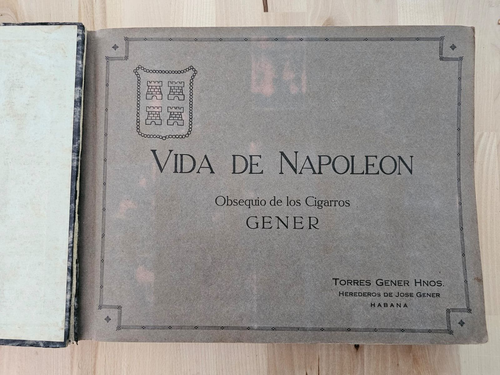 VIDA DE NAPOLEON
Obsequio de los Cigarros
GENER
TORRES GENER HNOS.
HEREDEROS DE JOSE GENER
HABANA